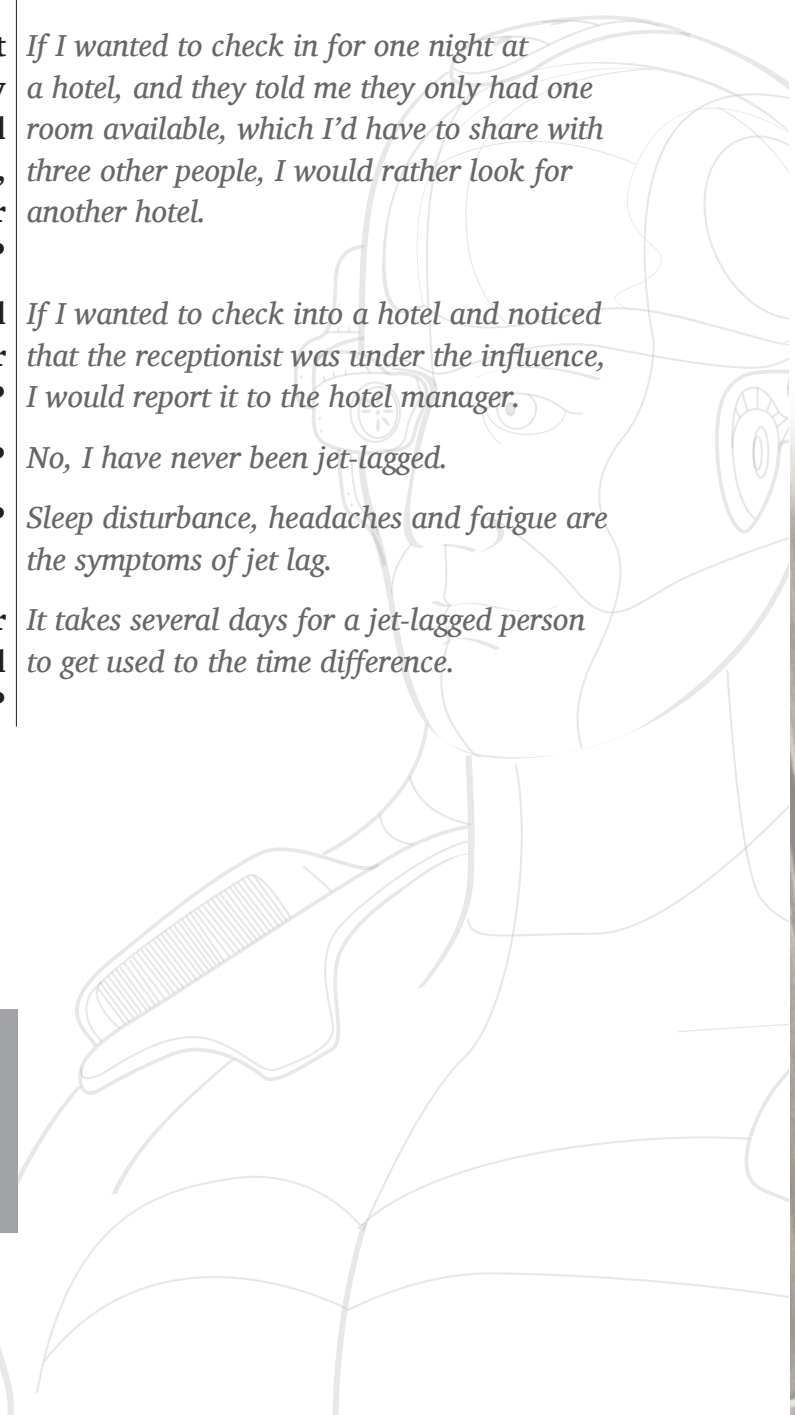 t If I wanted to check in for one night at
y a hotel, and they told me they only had one
l room available, which I’d have to share with
, three other people, I would rather look for
r another hotel.
?
l If I wanted to check into a hotel and noticed
r that the receptionist was under the influence,
? I would report it to the hotel manager.
? No, I have never been jet-lagged.
? Sleep disturbance, headaches and fatigue are
the symptoms of jet lag.
r It takes several days for a jet-lagged person
l to get used to the time difference.
?